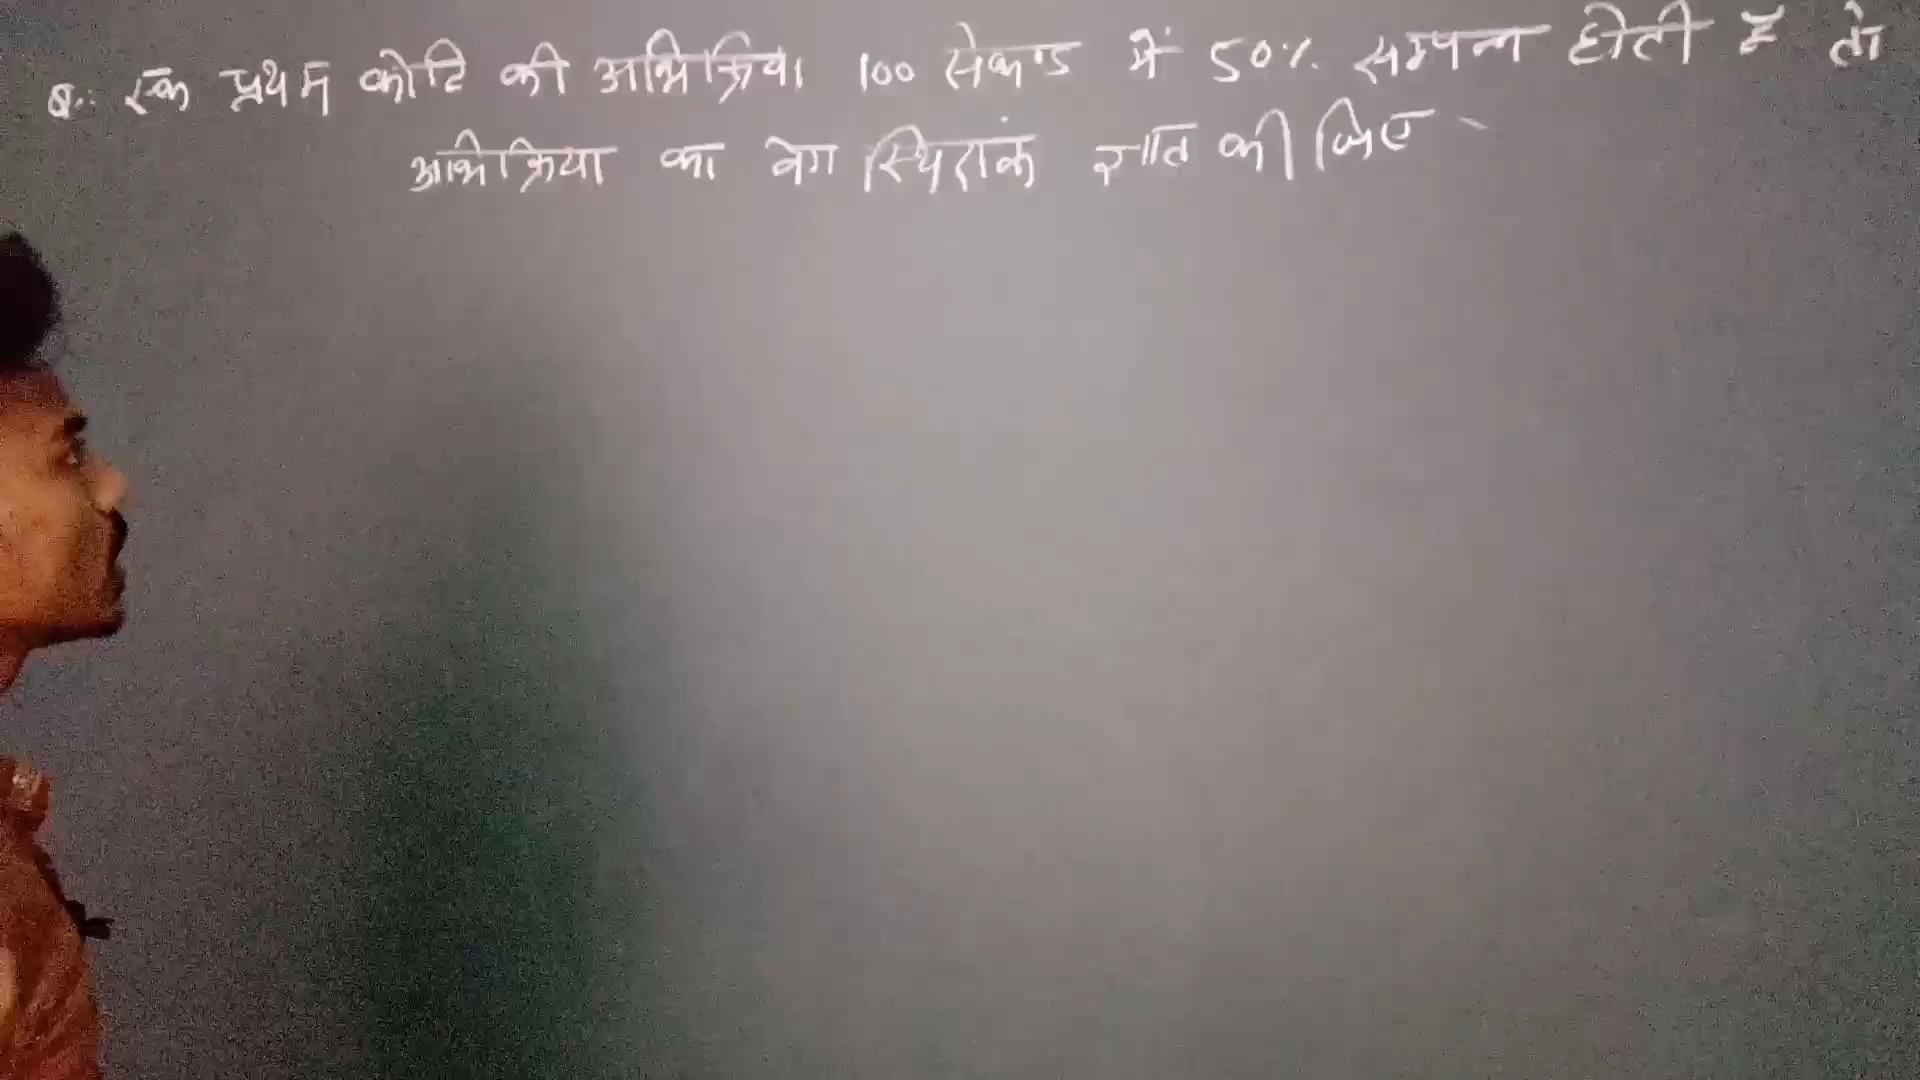 प्र.: एक प्रथम कोटि की अभिक्रिया 100 सेकण्ड में 50% सम्पन्न होती है तो
अभिक्रिया का वेग स्थिरांक ज्ञात कीजिए -